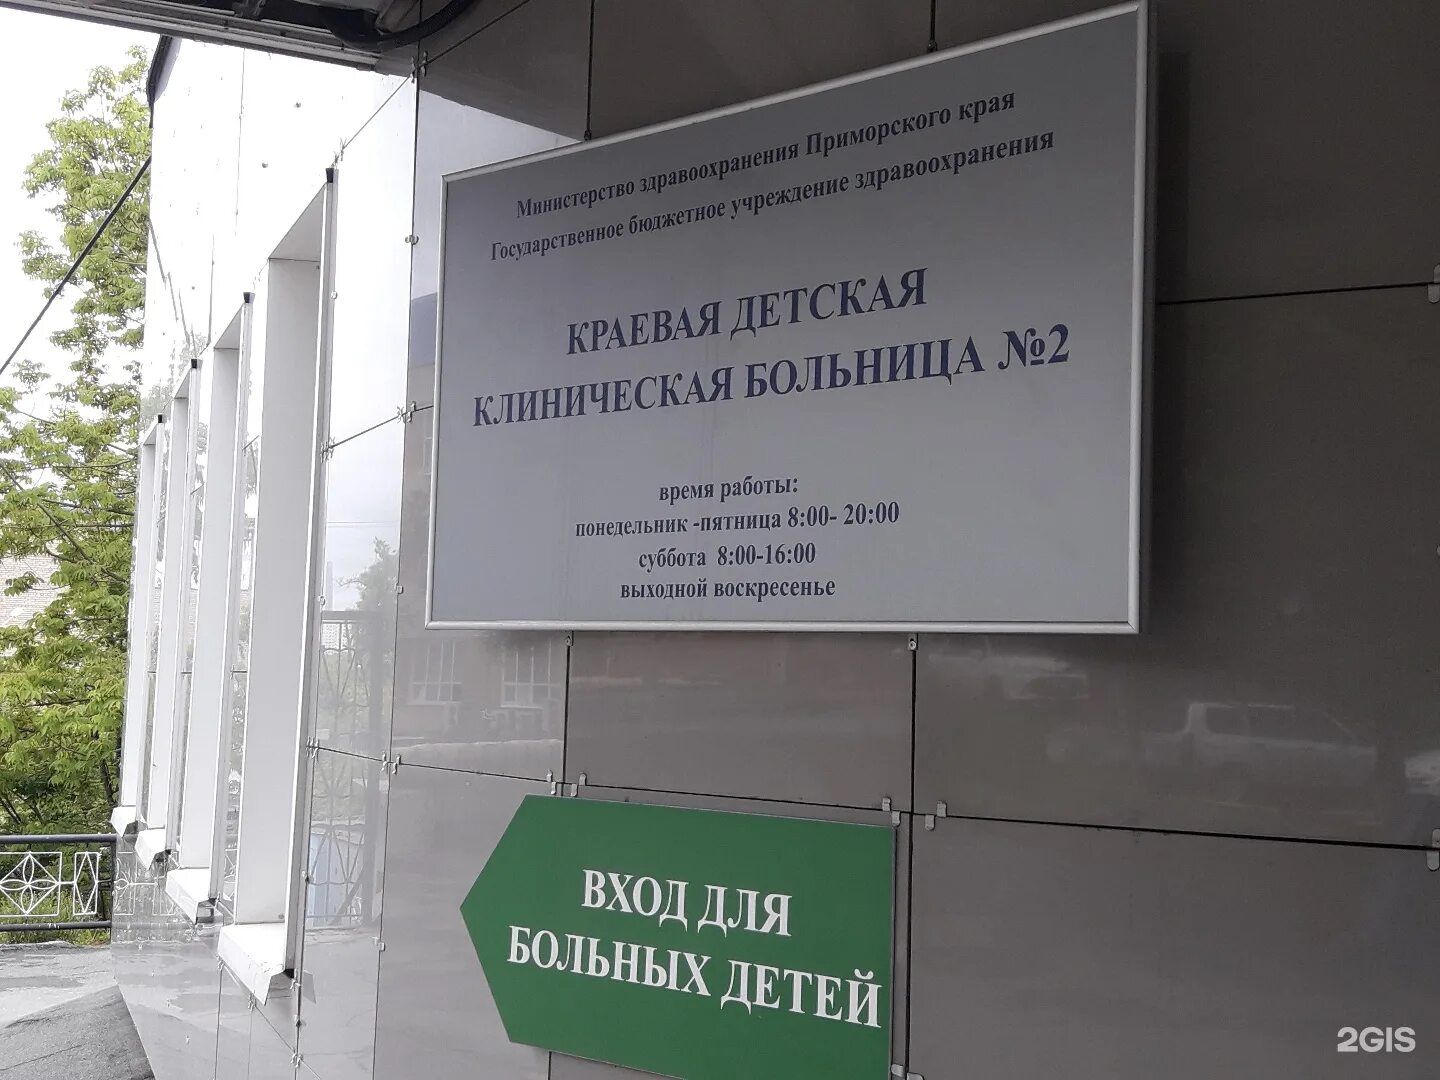 Министерство здравоохранения Приморского края
Государственное бюджетное учреждение здравоохранения
КРАЕВАЯ ДЕТСКАЯ
КЛИНИЧЕСКАЯ БОЛЬНИЦА №2
время работы:
понедельник -пятница 8:00- 20:00
суббота 8:00-16:00
выходной воскресенье
ВХОД ДЛЯ
БОЛЬНЫХ ДЕТЕЙ
2GIS